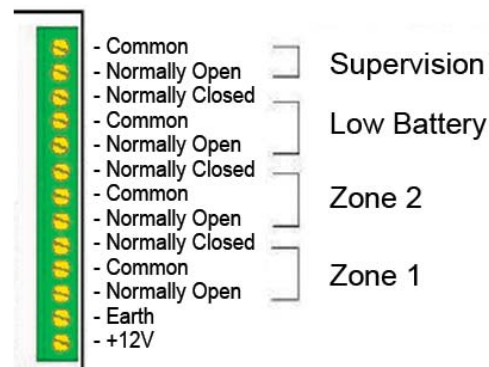 - Common
- Normally Open
Supervision
- Normally Closed
- Common
Low Battery
- Normally Open
- Normally Closed
- Common
Zone 2
- Normally Open
- Normally Closed
- Common
Zone 1
- Normally Open
- Earth
- +12V